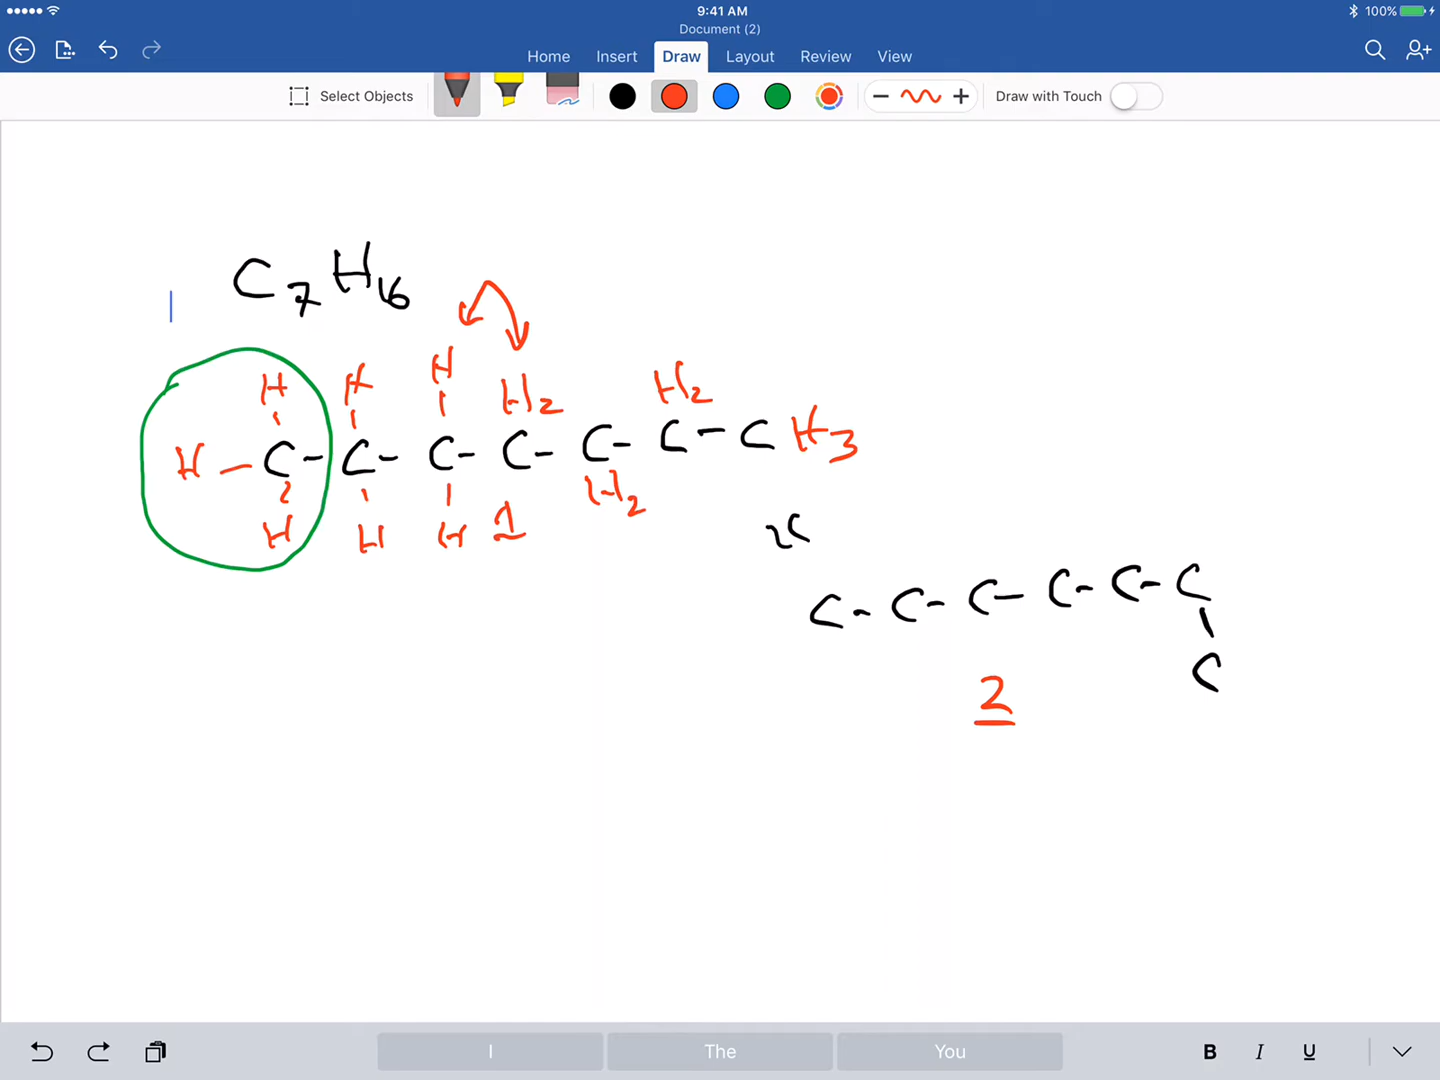 9:41 AM
100%
Document (2)
Home Insert Draw Layout Review View
Select Objects
Draw with Touch
C7H16
H H H H2 H2
H - C - C - C - C - C - C - C H3
H H H 1 H2
C - C - C - C - C - C
C
2
I The You
B I U